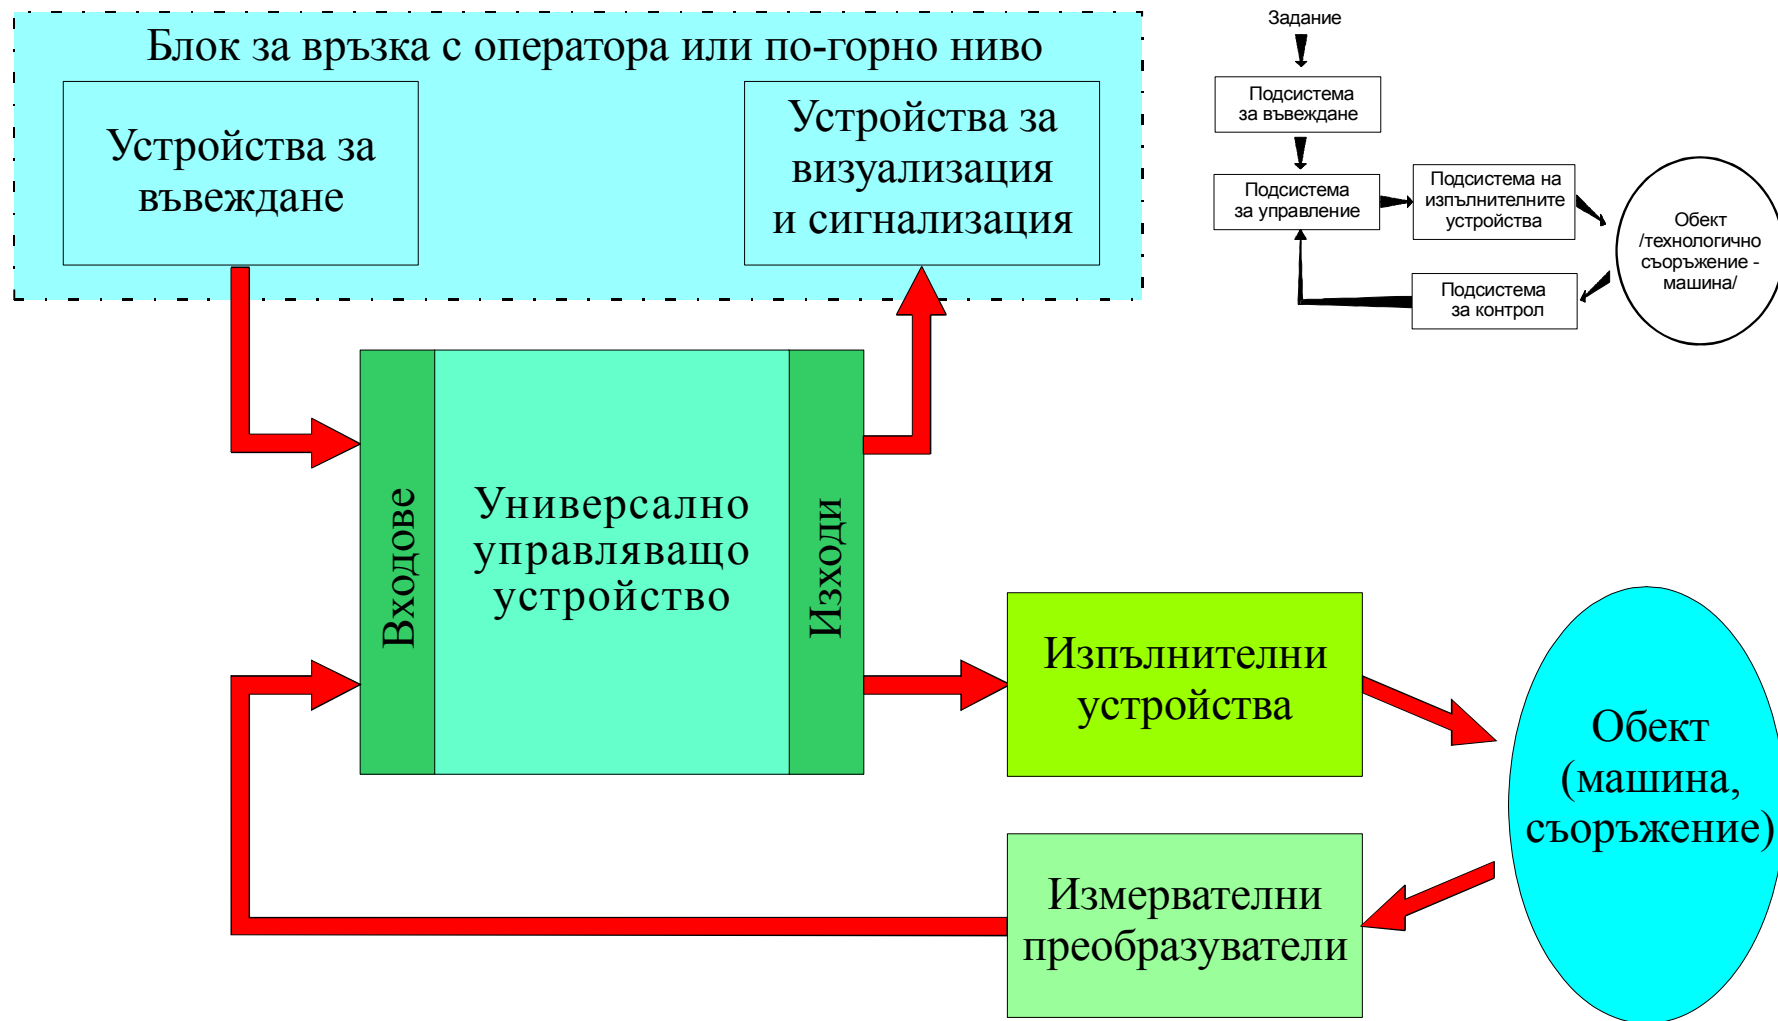 Блок за връзка с оператора или по-горно ниво
Устройства за
въвеждане
Устройства за
визуализация
и сигнализация
Задание
Подсистема
за въвеждане
Подсистема
за управление
Подсистема на
изпълнителните
устройства
Обект
/технологично
съоръжение -
машина/
Подсистема
за контрол
Входове
Универсално
управляващо
устройство
Изходи
Изпълнителни
устройства
Обект
(машина,
съоръжение)
Измервателни
преобразуватели